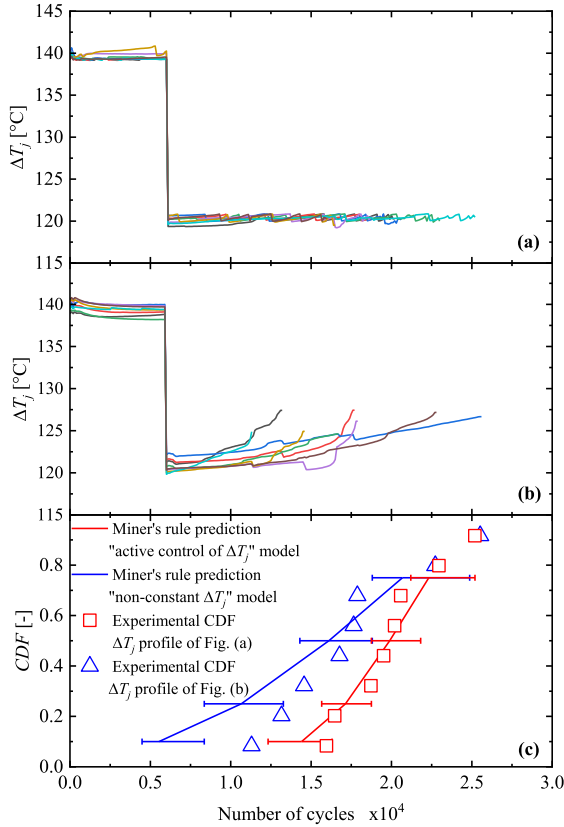 145
140
135
130
125
120
115
ΔTj [°C]
(a)
140
135
130
125
120
115
ΔTj [°C]
(b)
Miner's rule prediction
"active control of ΔTj" model
Miner's rule prediction
"non-constant ΔTj" model
Experimental CDF
ΔTj profile of Fig. (a)
Experimental CDF
ΔTj profile of Fig. (b)
0.8
0.6
0.4
0.2
0.0
CDF [-]
(c)
0.0 0.5 1.0 1.5 2.0 2.5 3.0
Number of cycles x10⁴